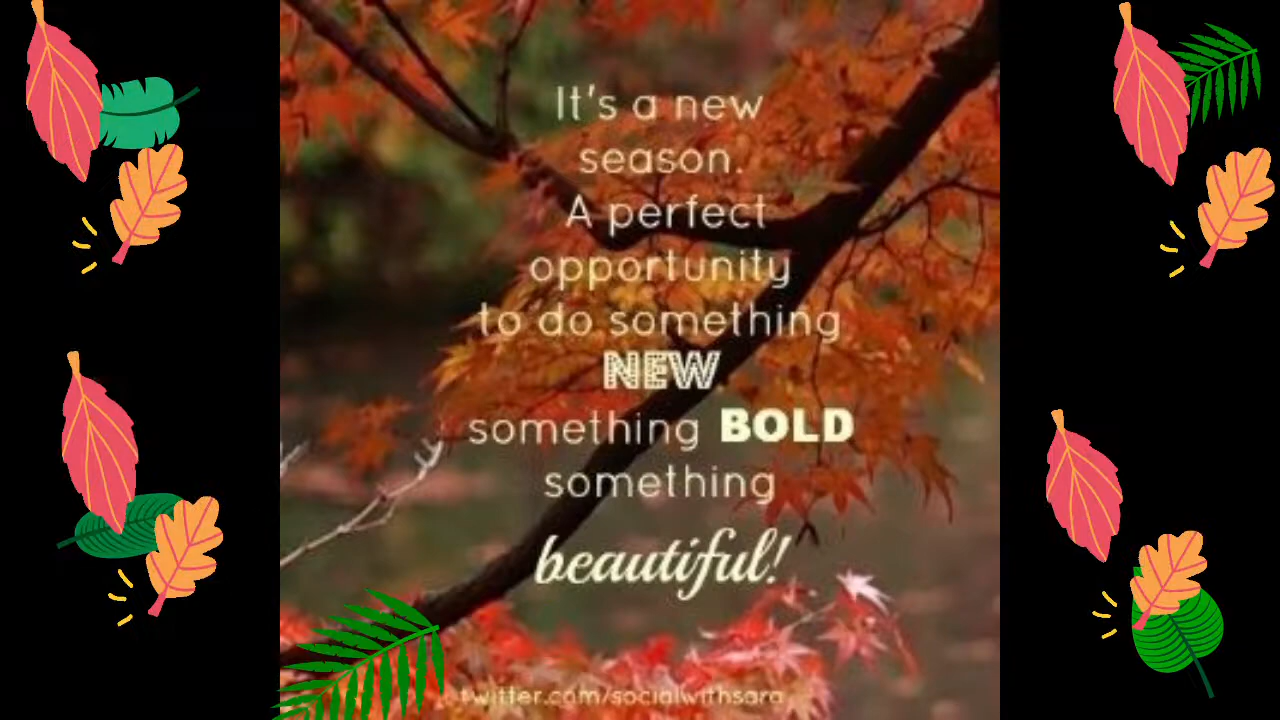 It's a new
season.
A perfect
opportunity
to do something
NEW
something BOLD
something
beautiful!
twitter.com/socialwithsara